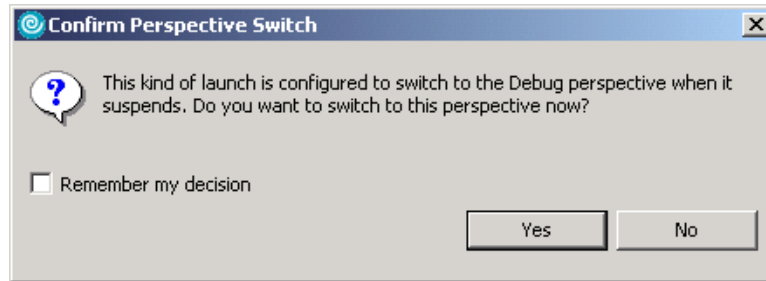 Confirm Perspective Switch
This kind of launch is configured to switch to the Debug perspective when it
suspends. Do you want to switch to this perspective now?
Remember my decision
Yes No